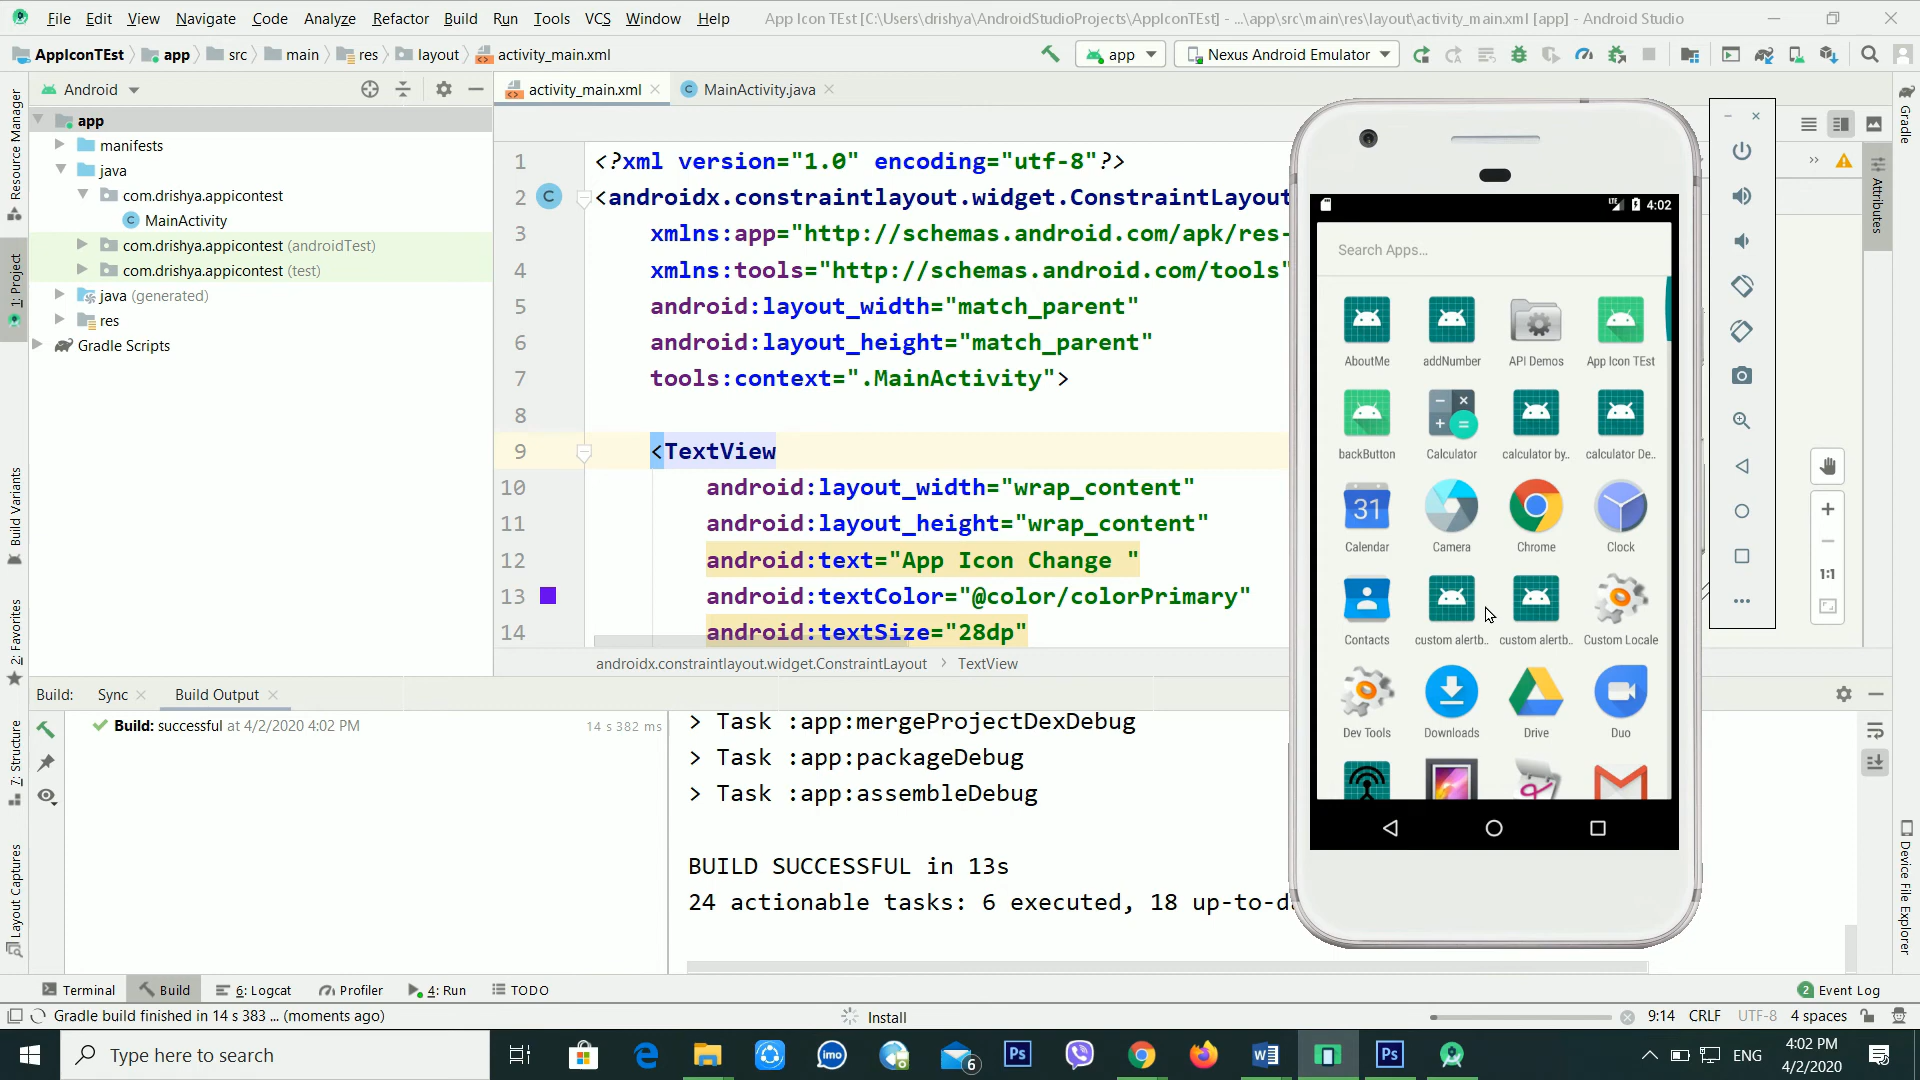 File Edit View Navigate Code Analyze Refactor Build Run Tools VCS Window Help App Icon TEst [C:\Users\drishya\AndroidStudioProjects\AppIconTEst] - ...\app\src\main\res\layout\activity_main.xml [app] - Android Studio
AppIconTEst app src main res layout activity_main.xml app Nexus Android Emulator
Android
activity_main.xml
MainActivity.java
app
manifests
java
com.drishya.appicontest
MainActivity
com.drishya.appicontest (androidTest)
com.drishya.appicontest (test)
java (generated)
res
Gradle Scripts
Resource Manager
1: Project
Build Variants
2: Favorites
7: Structure
Layout Captures
1 <?xml version="1.0" encoding="utf-8"?>
2 C <androidx.constraintlayout.widget.ConstraintLayout
3 xmlns:app="http://schemas.android.com/apk/res-
4 xmlns:tools="http://schemas.android.com/tools"
5 android:layout_width="match_parent"
6 android:layout_height="match_parent"
7 tools:context=".MainActivity">
8
9 <TextView
10 android:layout_width="wrap_content"
11 android:layout_height="wrap_content"
12 android:text="App Icon Change "
13 android:textColor="@color/colorPrimary"
14 android:textSize="28dp"
androidx.constraintlayout.widget.ConstraintLayout › TextView
LTE 4:02
Search Apps...
AboutMe addNumber API Demos App Icon TEst
backButton Calculator calculator by.. calculator De..
31
Calendar Camera Chrome Clock
Contacts custom alertb.. custom alertb.. Custom Locale
Dev Tools Downloads Drive Duo
1:1
Gradle
Attributes
Device File Explorer
Build: Sync Build Output
Build: successful at 4/2/2020 4:02 PM 14 s 382 ms
> Task :app:mergeProjectDexDebug
> Task :app:packageDebug
> Task :app:assembleDebug
BUILD SUCCESSFUL in 13s
24 actionable tasks: 6 executed, 18 up-to-d
Terminal Build 6: Logcat Profiler 4: Run TODO 2 Event Log
Gradle build finished in 14 s 383 ... (moments ago) Install 9:14 CRLF UTF-8 4 spaces
Type here to search imo 6 Ps Ps ENG 4:02 PM
4/2/2020